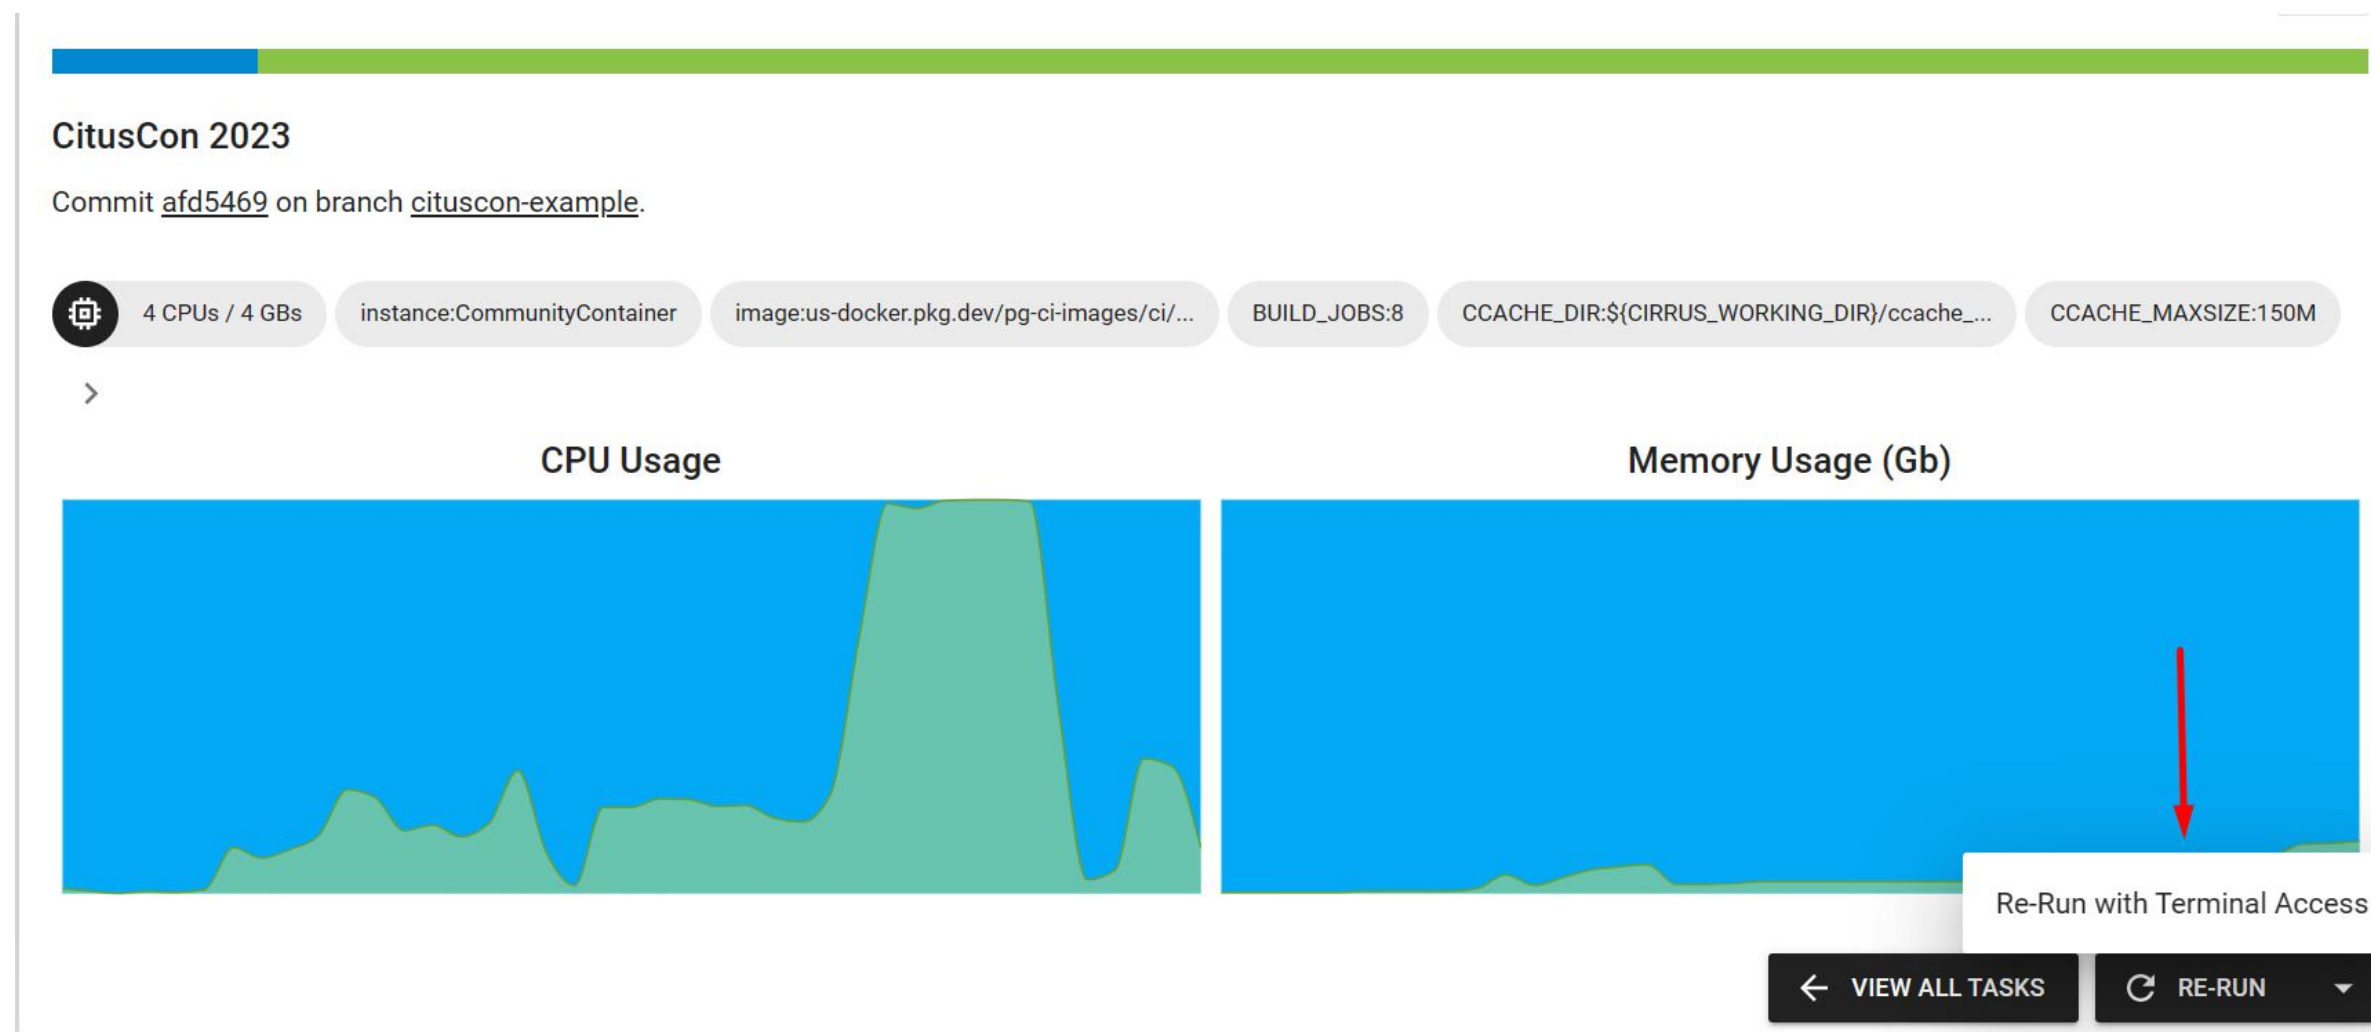 CitusCon 2023
Commit afd5469 on branch cituscon-example.
4 CPUs / 4 GBs instance:CommunityContainer image:us-docker.pkg.dev/pg-ci-images/ci/... BUILD_JOBS:8 CCACHE_DIR:${CIRRUS_WORKING_DIR}/ccache_... CCACHE_MAXSIZE:150M
CPU Usage Memory Usage (Gb)
Re-Run with Terminal Access
VIEW ALL TASKS RE-RUN